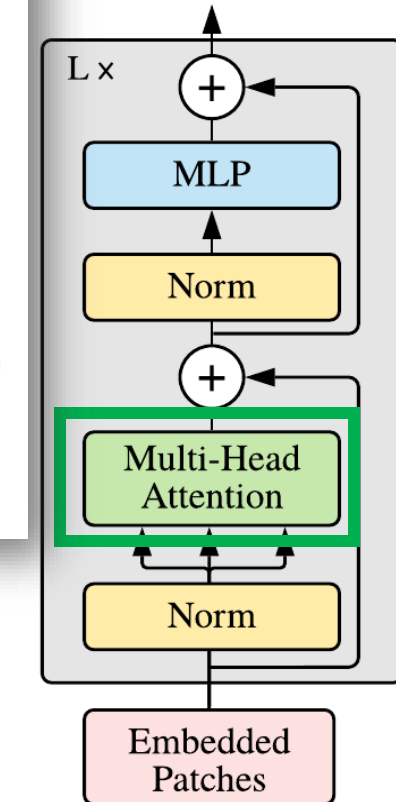 L ×
+
MLP
Norm
+
Multi-Head
Attention
Norm
Embedded
Patches